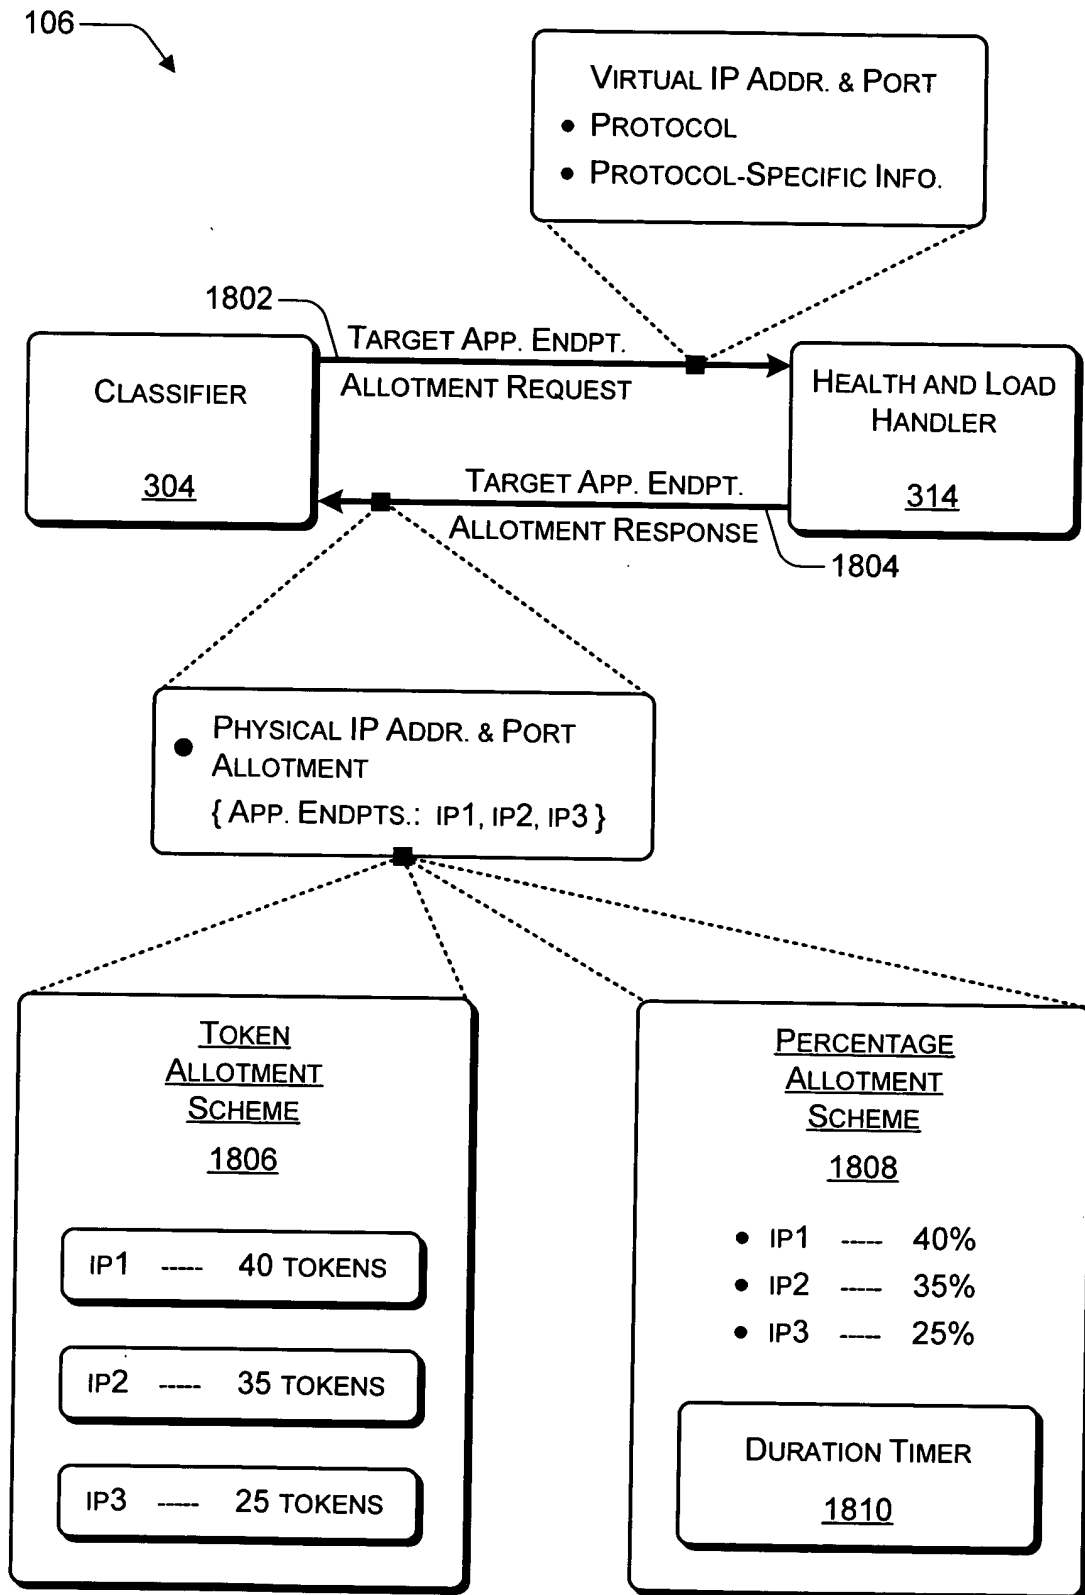 106
VIRTUAL IP ADDR. & PORT
• PROTOCOL
• PROTOCOL-SPECIFIC INFO.
1802
TARGET APP. ENDPT.
ALLOTMENT REQUEST
CLASSIFIER
304
HEALTH AND LOAD
HANDLER
314
TARGET APP. ENDPT.
ALLOTMENT RESPONSE
1804
• PHYSICAL IP ADDR. & PORT
ALLOTMENT
{ APP. ENDPTS.: IP1, IP2, IP3 }
TOKEN
ALLOTMENT
SCHEME
1806
IP1 ----- 40 TOKENS
IP2 ----- 35 TOKENS
IP3 ----- 25 TOKENS
PERCENTAGE
ALLOTMENT
SCHEME
1808
• IP1 ----- 40%
• IP2 ----- 35%
• IP3 ----- 25%
DURATION TIMER
1810